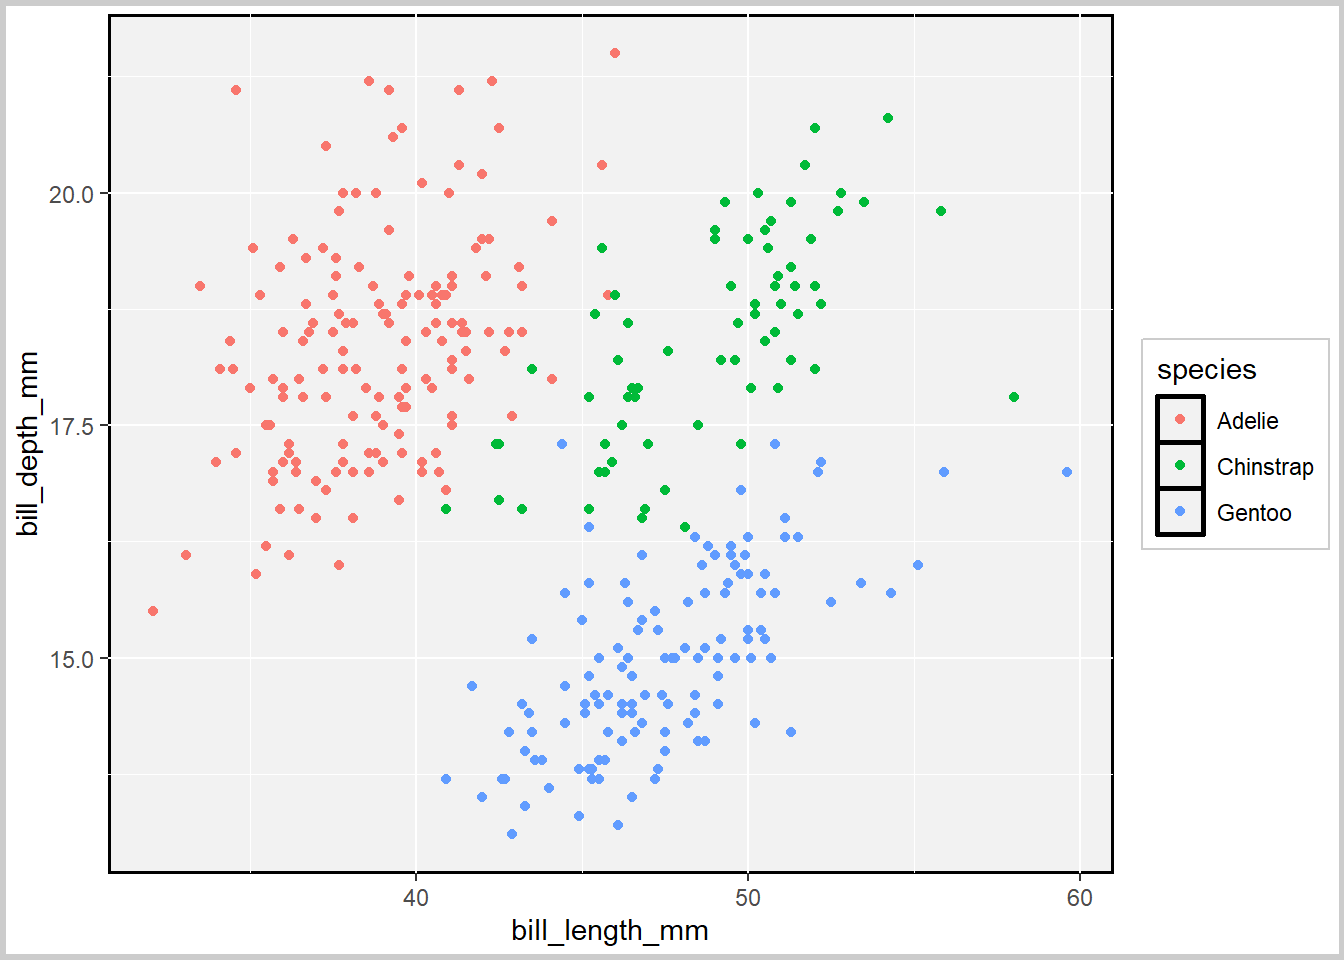 bill_depth_mm
20.0
17.5
15.0
40
50
60
bill_length_mm
species
Adelie
Chinstrap
Gentoo